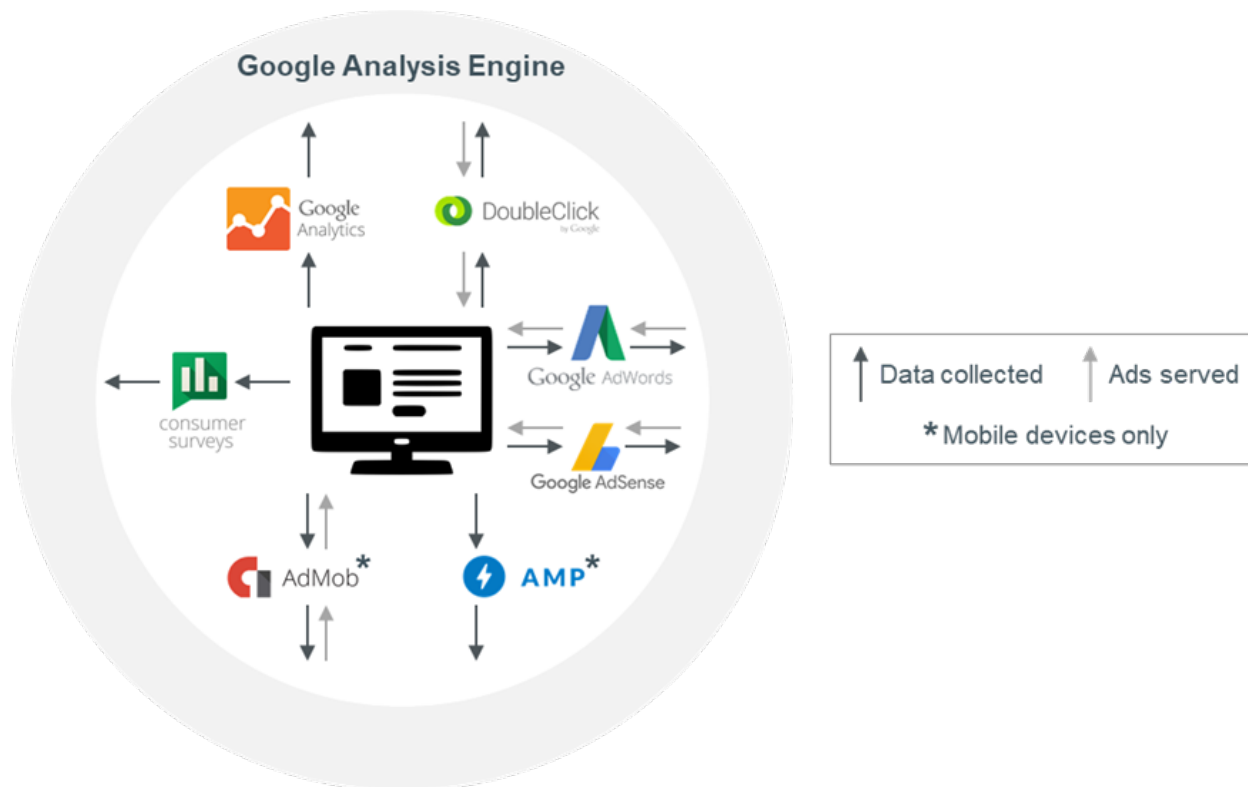 Google Analysis Engine
Google
Analytics
DoubleClick
by Google
Google AdWords
consumer
surveys
Google AdSense
AdMob*
AMP*
Data collected
Ads served
* Mobile devices only